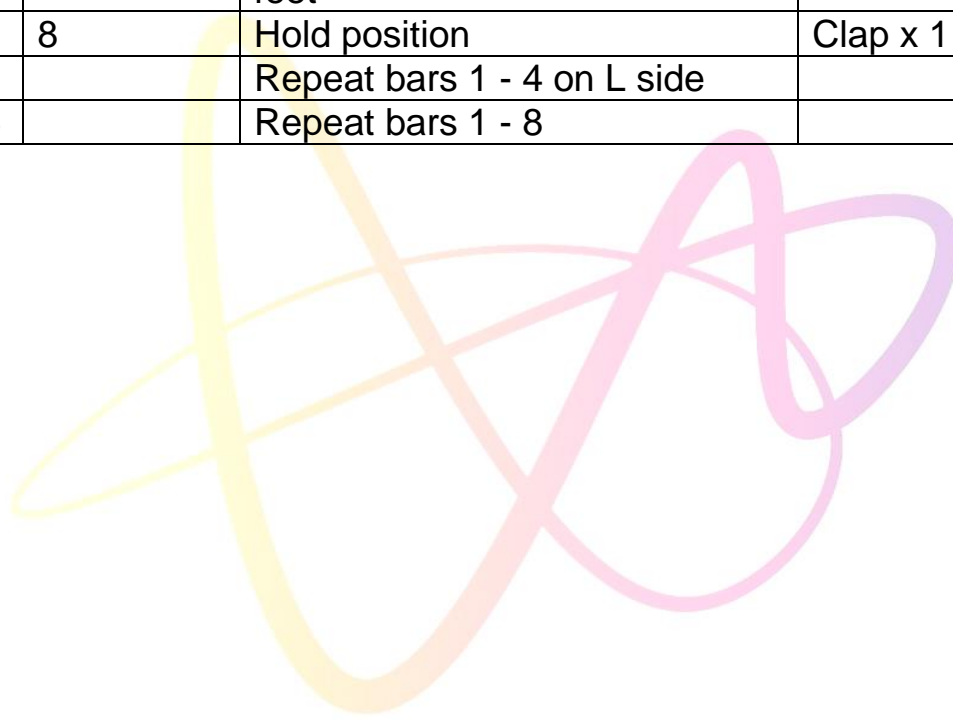 8 Hold position Clap x 1
Repeat bars 1 - 4 on L side
Repeat bars 1 - 8